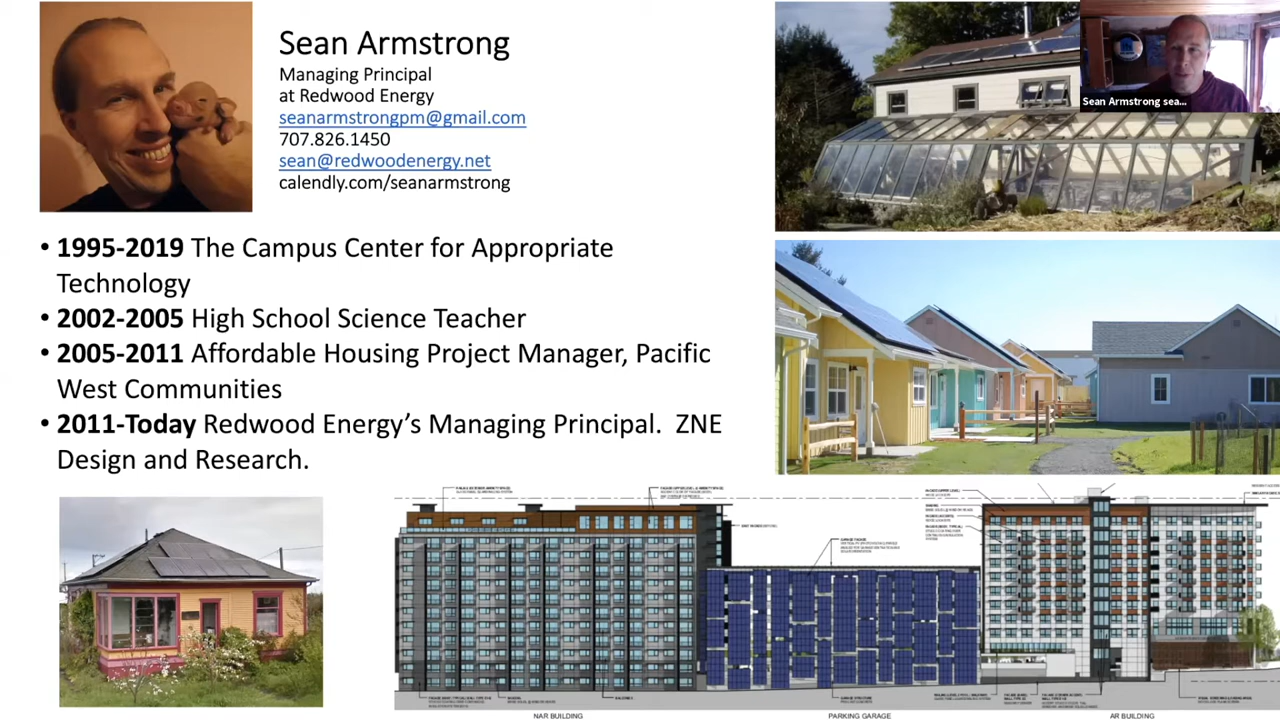 Sean Armstrong
Managing Principal
at Redwood Energy
seanarmstrongpm@gmail.com
707.826.1450
sean@redwoodenergy.net
calendly.com/seanarmstrong
Sean Armstrong sea...
• 1995-2019 The Campus Center for Appropriate
Technology
• 2002-2005 High School Science Teacher
• 2005-2011 Affordable Housing Project Manager, Pacific
West Communities
• 2011-Today Redwood Energy’s Managing Principal.  ZNE
Design and Research.
NAR BUILDING
PARKING GARAGE
AR BUILDING